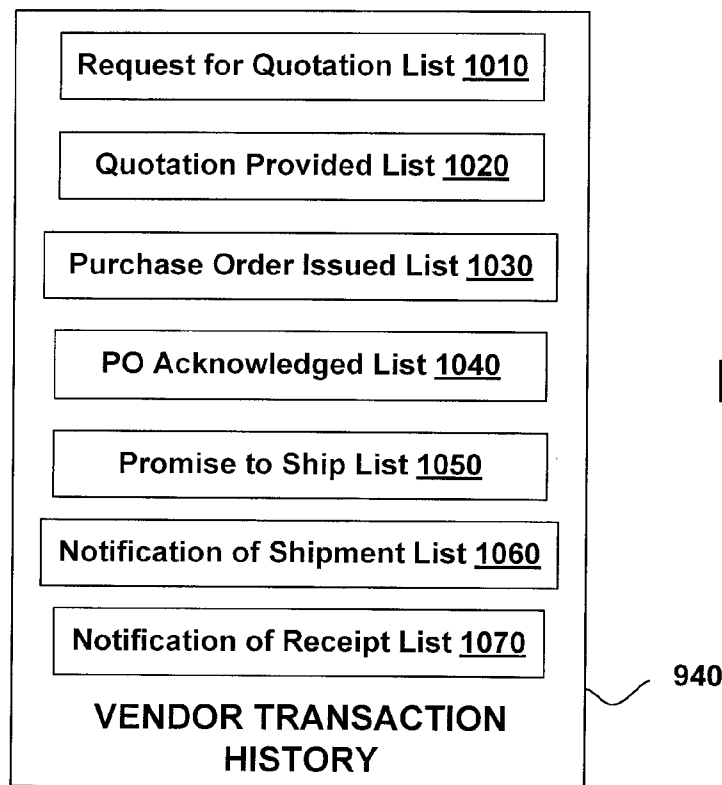 Request for Quotation List 1010
Quotation Provided List 1020
Purchase Order Issued List 1030
PO Acknowledged List 1040
Promise to Ship List 1050
Notification of Shipment List 1060
Notification of Receipt List 1070
940
VENDOR TRANSACTION
HISTORY